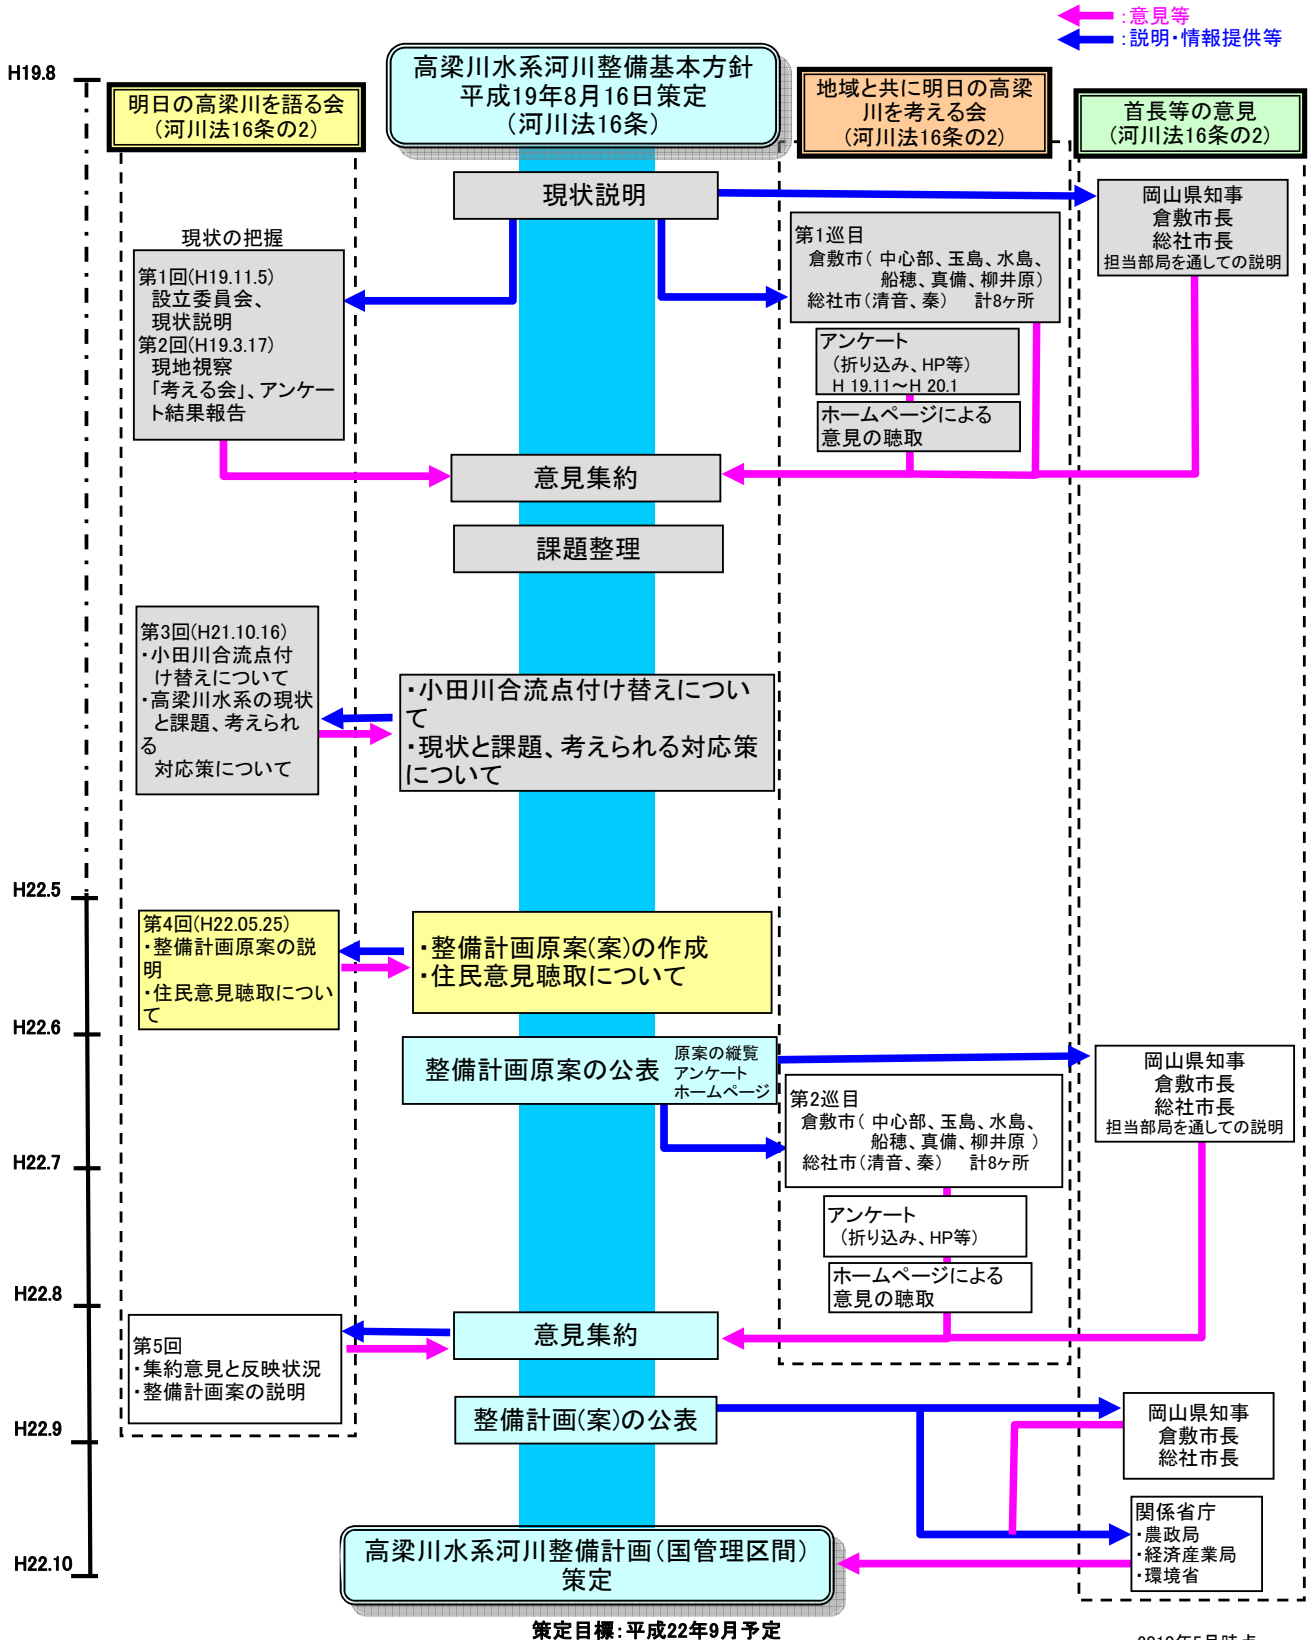 :意見等
:説明・情報提供等
H19.8
高梁川水系河川整備基本方針
平成19年8月16日策定
（河川法16条）
明日の高梁川を語る会
（河川法16条の2）
地域と共に明日の高梁
川を考える会
（河川法16条の2）
首長等の意見
（河川法16条の2）
現状説明
岡山県知事
倉敷市長
総社市長
担当部局を通しての説明
現状の把握
第1回(H19.11.5)
設立委員会、
現状説明
第2回(H19.3.17)
現地視察
「考える会」、アンケー
ト結果報告
第1巡目
倉敷市（ 中心部、玉島、水島、
船穂、真備、柳井原）
総社市（清音、秦） 計8ヶ所
アンケート
（折り込み、HP等）
H 19.11～H 20.1
ホームページによる
意見の聴取
意見集約
課題整理
第3回(H21.10.16)
・小田川合流点付
け替えについて
・高梁川水系の現状
と課題、考えられ
る
対応策について
・小田川合流点付け替えについ
て
・現状と課題、考えられる対応策
について
H22.5
第4回(H22.05.25)
・整備計画原案の説
明
・住民意見聴取につい
て
・整備計画原案(案)の作成
・住民意見聴取について
H22.6
整備計画原案の公表
原案の縦覧
アンケート
ホームページ
岡山県知事
倉敷市長
総社市長
担当部局を通しての説明
第2巡目
倉敷市（ 中心部、玉島、水島、
船穂、真備、柳井原 ）
総社市（清音、秦） 計8ヶ所
H22.7
アンケート
（折り込み、HP等）
ホームページによる
意見の聴取
H22.8
意見集約
第5回
・集約意見と反映状況
・整備計画案の説明
整備計画(案)の公表
岡山県知事
倉敷市長
総社市長
H22.9
関係省庁
・農政局
・経済産業局
・環境省
高梁川水系河川整備計画（国管理区間）
策定
H22.10
策定目標：平成22年9月予定
2010年5月時点